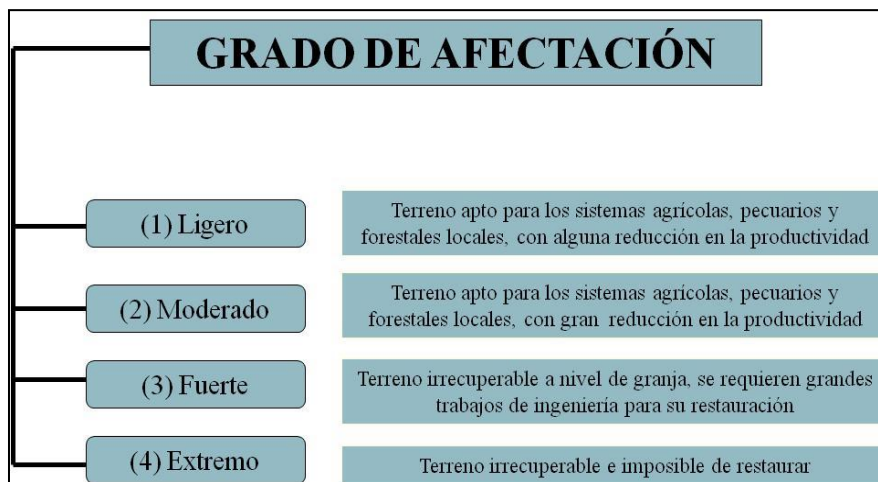 GRADO DE AFECTACIÓN
(1) Ligero
Terreno apto para los sistemas agrícolas, pecuarios y
forestales locales, con alguna reducción en la productividad
(2) Moderado
Terreno apto para los sistemas agrícolas, pecuarios y
forestales locales, con gran reducción en la productividad
(3) Fuerte
Terreno irrecuperable a nivel de granja, se requieren grandes
trabajos de ingeniería para su restauración
(4) Extremo
Terreno irrecuperable e imposible de restaurar